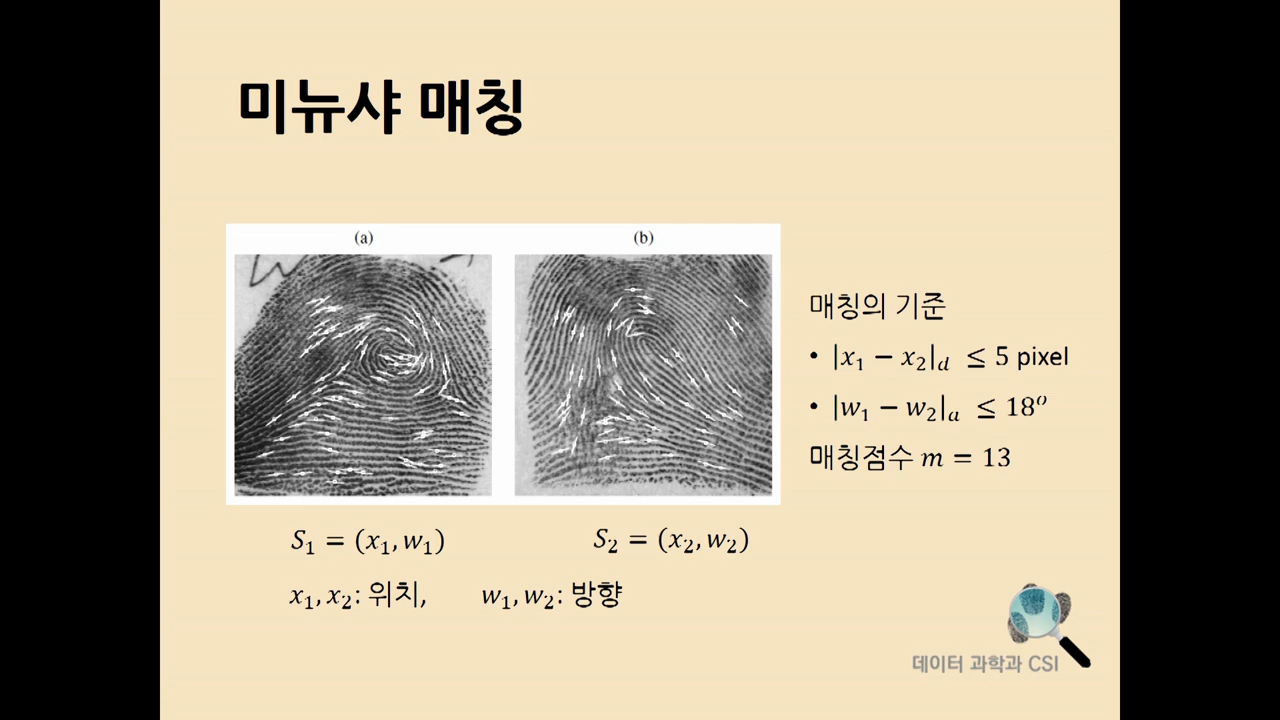 미뉴샤 매칭
(a)
(b)
매칭의 기준
• |x₁ − x₂|_d ≤ 5 pixel
• |w₁ − w₂|_a ≤ 18°
매칭점수 m = 13
S₁ = (x₁, w₁)
S₂ = (x₂, w₂)
x₁, x₂: 위치, w₁, w₂: 방향
데이터 과학과 CSI